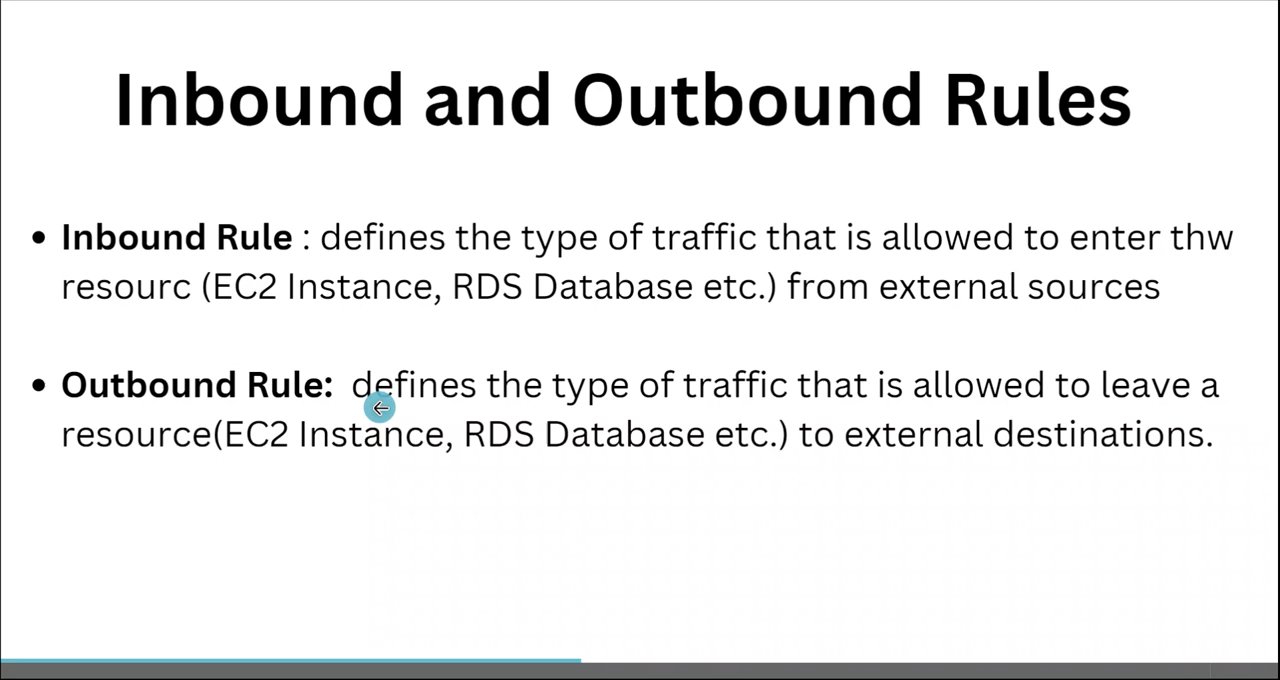 Inbound and Outbound Rules
• Inbound Rule : defines the type of traffic that is allowed to enter thw
resourc (EC2 Instance, RDS Database etc.) from external sources
• Outbound Rule: defines the type of traffic that is allowed to leave a
resource(EC2 Instance, RDS Database etc.) to external destinations.